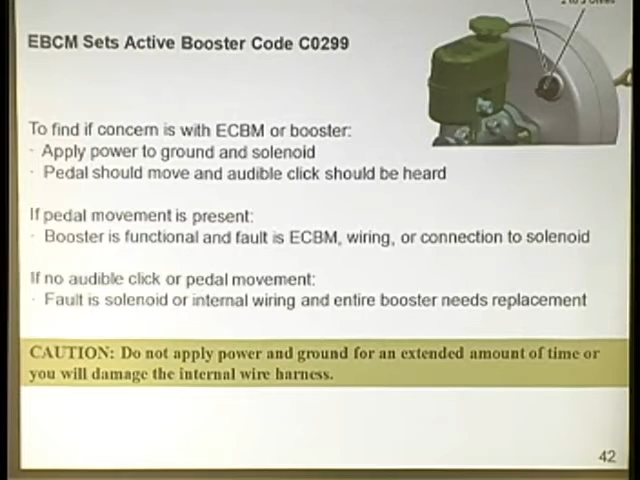 EBCM Sets Active Booster Code C0299
To find if concern is with ECBM or booster:
- Apply power to ground and solenoid
- Pedal should move and audible click should be heard
If pedal movement is present:
- Booster is functional and fault is ECBM, wiring, or connection to solenoid
If no audible click or pedal movement:
- Fault is solenoid or internal wiring and entire booster needs replacement
CAUTION: Do not apply power and ground for an extended amount of time or
you will damage the internal wire harness.
42